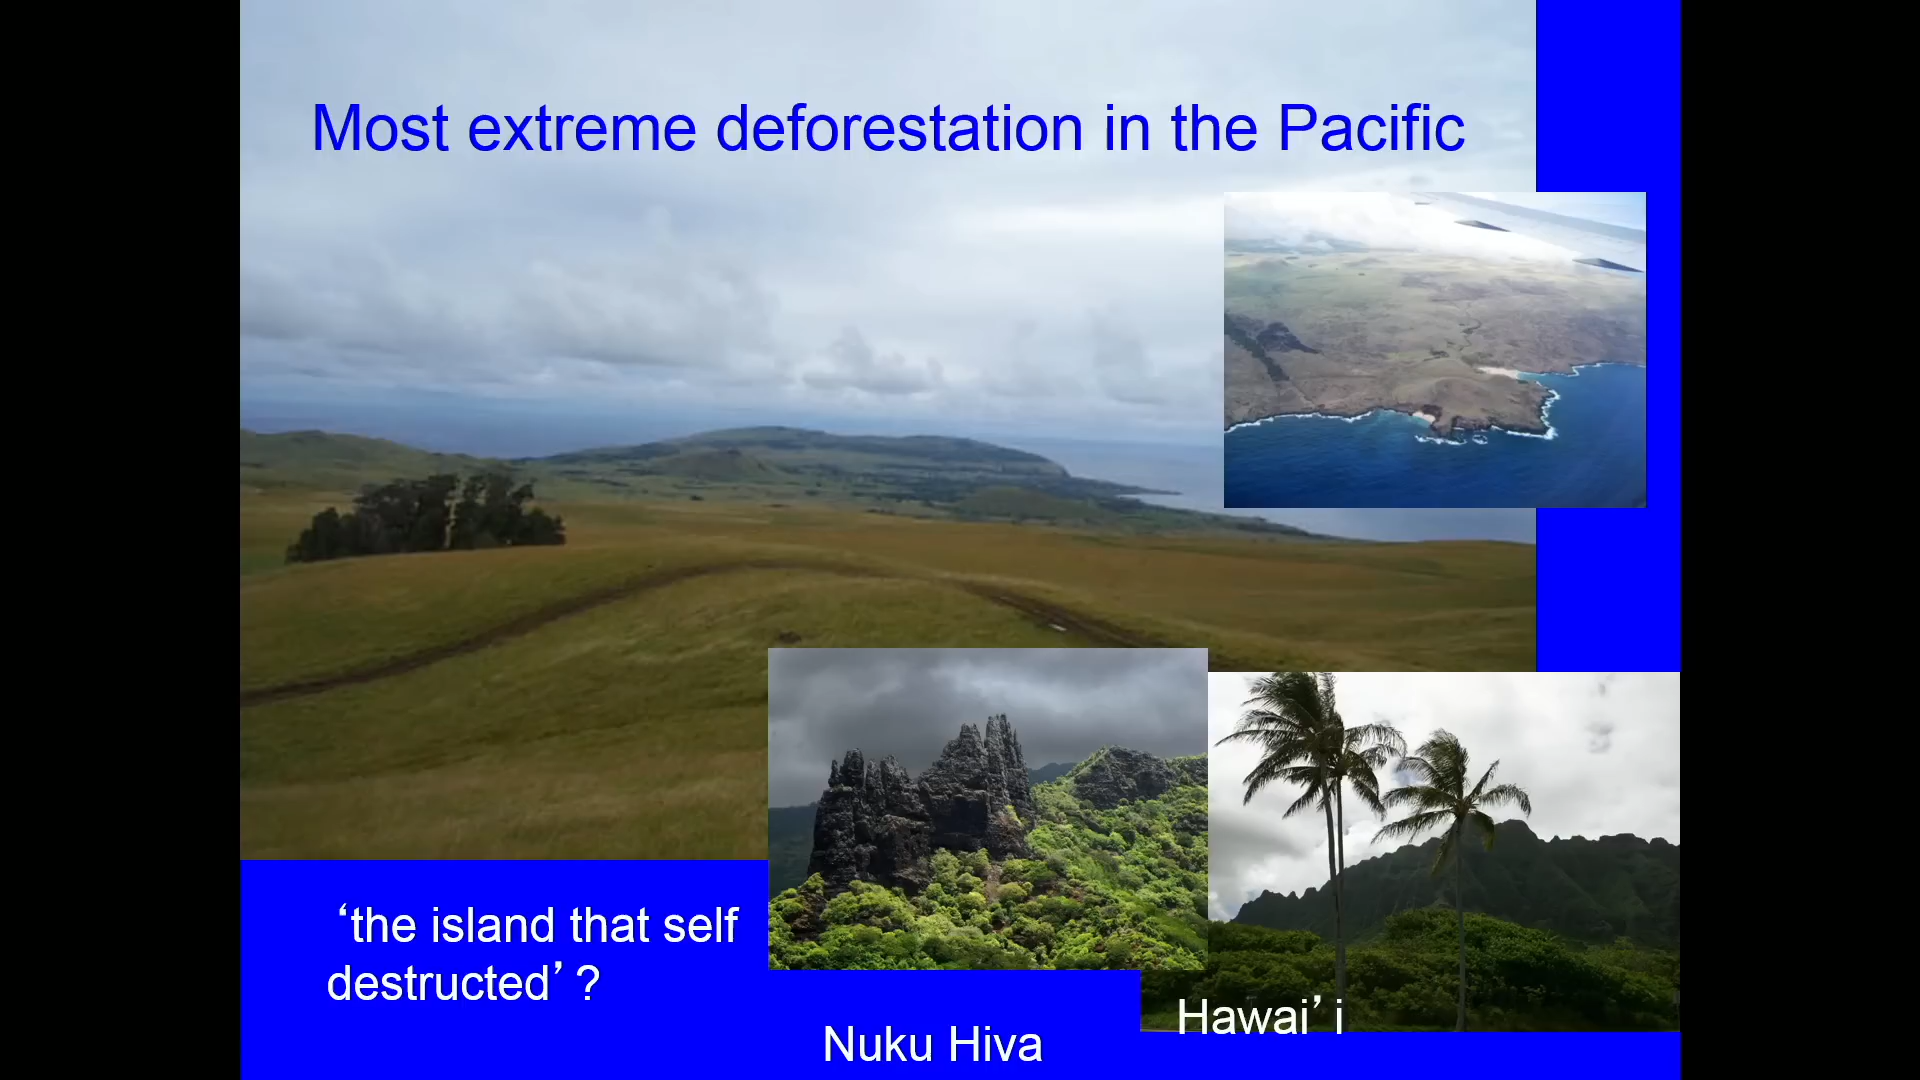 Most extreme deforestation in the Pacific
‘the island that self
destructed’?
Hawai’i
Nuku Hiva